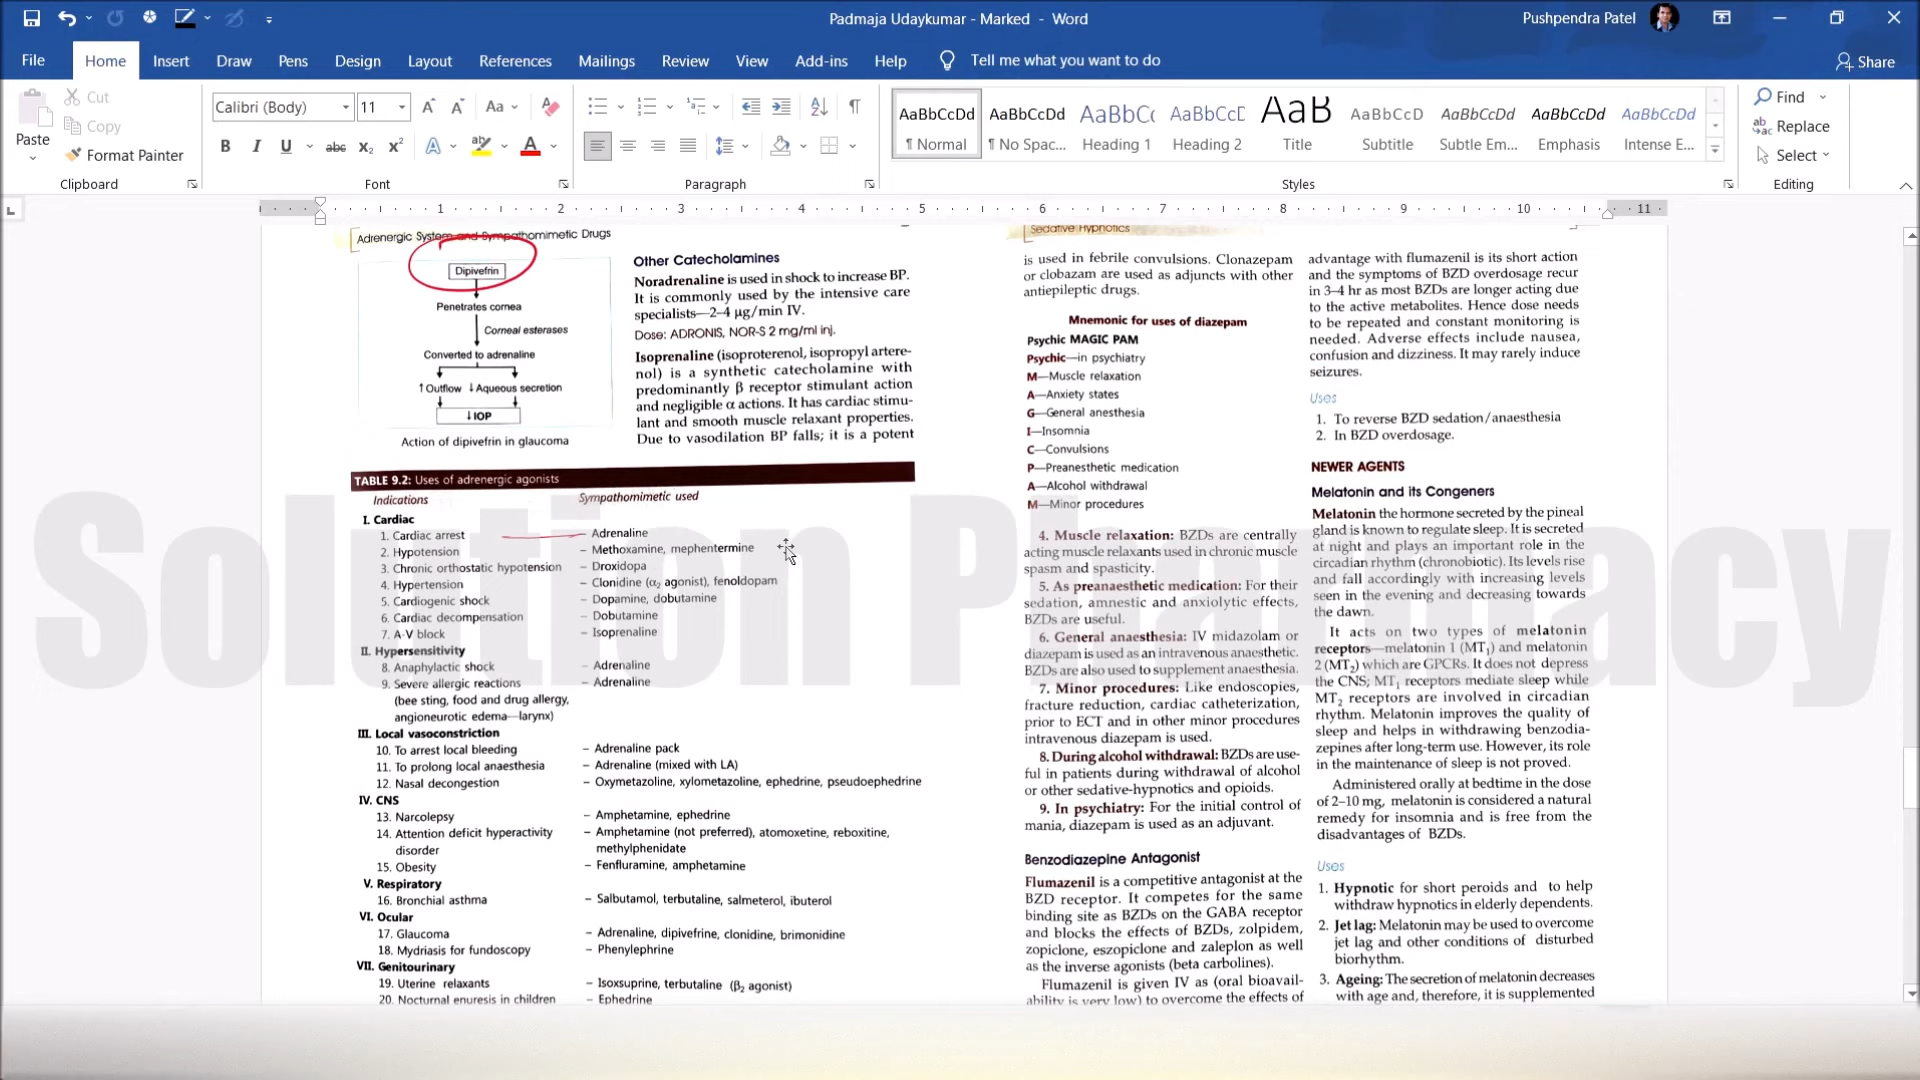 Padmaja Udaykumar - Marked - Word
Pushpendra Patel
File Home Insert Draw Pens Design Layout References Mailings Review View Add-ins Help Tell me what you want to do
Share
Paste
Cut
Copy
Format Painter
Clipboard
Calibri (Body) 11
Font
Paragraph
AaBbCcDd AaBbCcDd AaBbCc AaBbCcD AaB AaBbCcD AaBbCcDd AaBbCcDd AaBbCcDd
¶ Normal ¶ No Spac... Heading 1 Heading 2 Title Subtitle Subtle Em... Emphasis Intense E...
Styles
Find
Replace
Select
Editing
1 2 3 4 5 6 7 8 9 10 11
Adrenergic System and Sympathomimetic Drugs
Dipivefrin
Penetrates cornea
Corneal esterases
Converted to adrenaline
↑Outflow ↓Aqueous secretion
↓IOP
Action of dipivefrin in glaucoma
Other Catecholamines
Noradrenaline is used in shock to increase BP.
It is commonly used by the intensive care
specialists—2–4 µg/min IV.
Dose: ADRONIS, NOR-S 2 mg/ml inj.
Isoprenaline (isoproterenol, isopropyl artere-
nol) is a synthetic catecholamine with
predominantly β receptor stimulant action
and negligible α actions. It has cardiac stimu-
lant and smooth muscle relaxant properties.
Due to vasodilation BP falls; it is a potent
TABLE 9.2: Uses of adrenergic agonists
Indications Sympathomimetic used
I. Cardiac
1. Cardiac arrest – Adrenaline
2. Hypotension – Methoxamine, mephentermine
3. Chronic orthostatic hypotension – Droxidopa
4. Hypertension – Clonidine (α2 agonist), fenoldopam
5. Cardiogenic shock – Dopamine, dobutamine
6. Cardiac decompensation – Dobutamine
7. A-V block – Isoprenaline
II. Hypersensitivity
8. Anaphylactic shock – Adrenaline
9. Severe allergic reactions – Adrenaline
(bee sting, food and drug allergy,
angioneurotic edema—larynx)
III. Local vasoconstriction
10. To arrest local bleeding – Adrenaline pack
11. To prolong local anaesthesia – Adrenaline (mixed with LA)
12. Nasal decongestion – Oxymetazoline, xylometazoline, ephedrine, pseudoephedrine
IV. CNS
13. Narcolepsy – Amphetamine, ephedrine
14. Attention deficit hyperactivity – Amphetamine (not preferred), atomoxetine, reboxitine,
disorder methylphenidate
15. Obesity – Fenfluramine, amphetamine
V. Respiratory
16. Bronchial asthma – Salbutamol, terbutaline, salmeterol, ibuterol
VI. Ocular
17. Glaucoma – Adrenaline, dipivefrine, clonidine, brimonidine
18. Mydriasis for fundoscopy – Phenylephrine
VII. Genitourinary
19. Uterine relaxants – Isoxsuprine, terbutaline (β2 agonist)
20. Nocturnal enuresis in children – Ephedrine
Sedative Hypnotics
is used in febrile convulsions. Clonazepam
or clobazam are used as adjuncts with other
antiepileptic drugs.
Mnemonic for uses of diazepam
Psychic MAGIC PAM
Psychic—in psychiatry
M—Muscle relaxation
A—Anxiety states
G—General anesthesia
I—Insomnia
C—Convulsions
P—Preanesthetic medication
A—Alcohol withdrawal
M—Minor procedures
4. Muscle relaxation: BZDs are centrally
acting muscle relaxants used in chronic muscle
spasm and spasticity.
5. As preanaesthetic medication: For their
sedation, amnestic and anxiolytic effects,
BZDs are useful.
6. General anaesthesia: IV midazolam or
diazepam is used as an intravenous anaesthetic.
BZDs are also used to supplement anaesthesia.
7. Minor procedures: Like endoscopies,
fracture reduction, cardiac catheterization,
prior to ECT and in other minor procedures
intravenous diazepam is used.
8. During alcohol withdrawal: BZDs are use-
ful in patients during withdrawal of alcohol
or other sedative-hypnotics and opioids.
9. In psychiatry: For the initial control of
mania, diazepam is used as an adjuvant.
Benzodiazepine Antagonist
Flumazenil is a competitive antagonist at the
BZD receptor. It competes for the same
binding site as BZDs on the GABA receptor
and blocks the effects of BZDs, zolpidem,
zopiclone, eszopiclone and zaleplon as well
as the inverse agonists (beta carbolines).
Flumazenil is given IV as (oral bioavail-
ability is very low) to overcome the effects of
advantage with flumazenil is its short action
and the symptoms of BZD overdosage recur
in 3–4 hr as most BZDs are longer acting due
to the active metabolites. Hence dose needs
to be repeated and constant monitoring is
needed. Adverse effects include nausea,
confusion and dizziness. It may rarely induce
seizures.
Uses
1. To reverse BZD sedation/anaesthesia
2. In BZD overdosage.
NEWER AGENTS
Melatonin and its Congeners
Melatonin the hormone secreted by the pineal
gland is known to regulate sleep. It is secreted
at night and plays an important role in the
circadian rhythm (chronobiotic). Its levels rise
and fall accordingly with increasing levels
seen in the evening and decreasing towards
the dawn.
It acts on two types of melatonin
receptors—melatonin 1 (MT1) and melatonin
2 (MT2) which are GPCRs. It does not depress
the CNS; MT1 receptors mediate sleep while
MT2 receptors are involved in circadian
rhythm. Melatonin improves the quality of
sleep and helps in withdrawing benzodia-
zepines after long-term use. However, its role
in the maintenance of sleep is not proved.
Administered orally at bedtime in the dose
of 2–10 mg, melatonin is considered a natural
remedy for insomnia and is free from the
disadvantages of BZDs.
Uses
1. Hypnotic for short peroids and to help
withdraw hypnotics in elderly dependents.
2. Jet lag: Melatonin may be used to overcome
jet lag and other conditions of disturbed
biorhythm.
3. Ageing: The secretion of melatonin decreases
with age and, therefore, it is supplemented
Solution Pharmacy